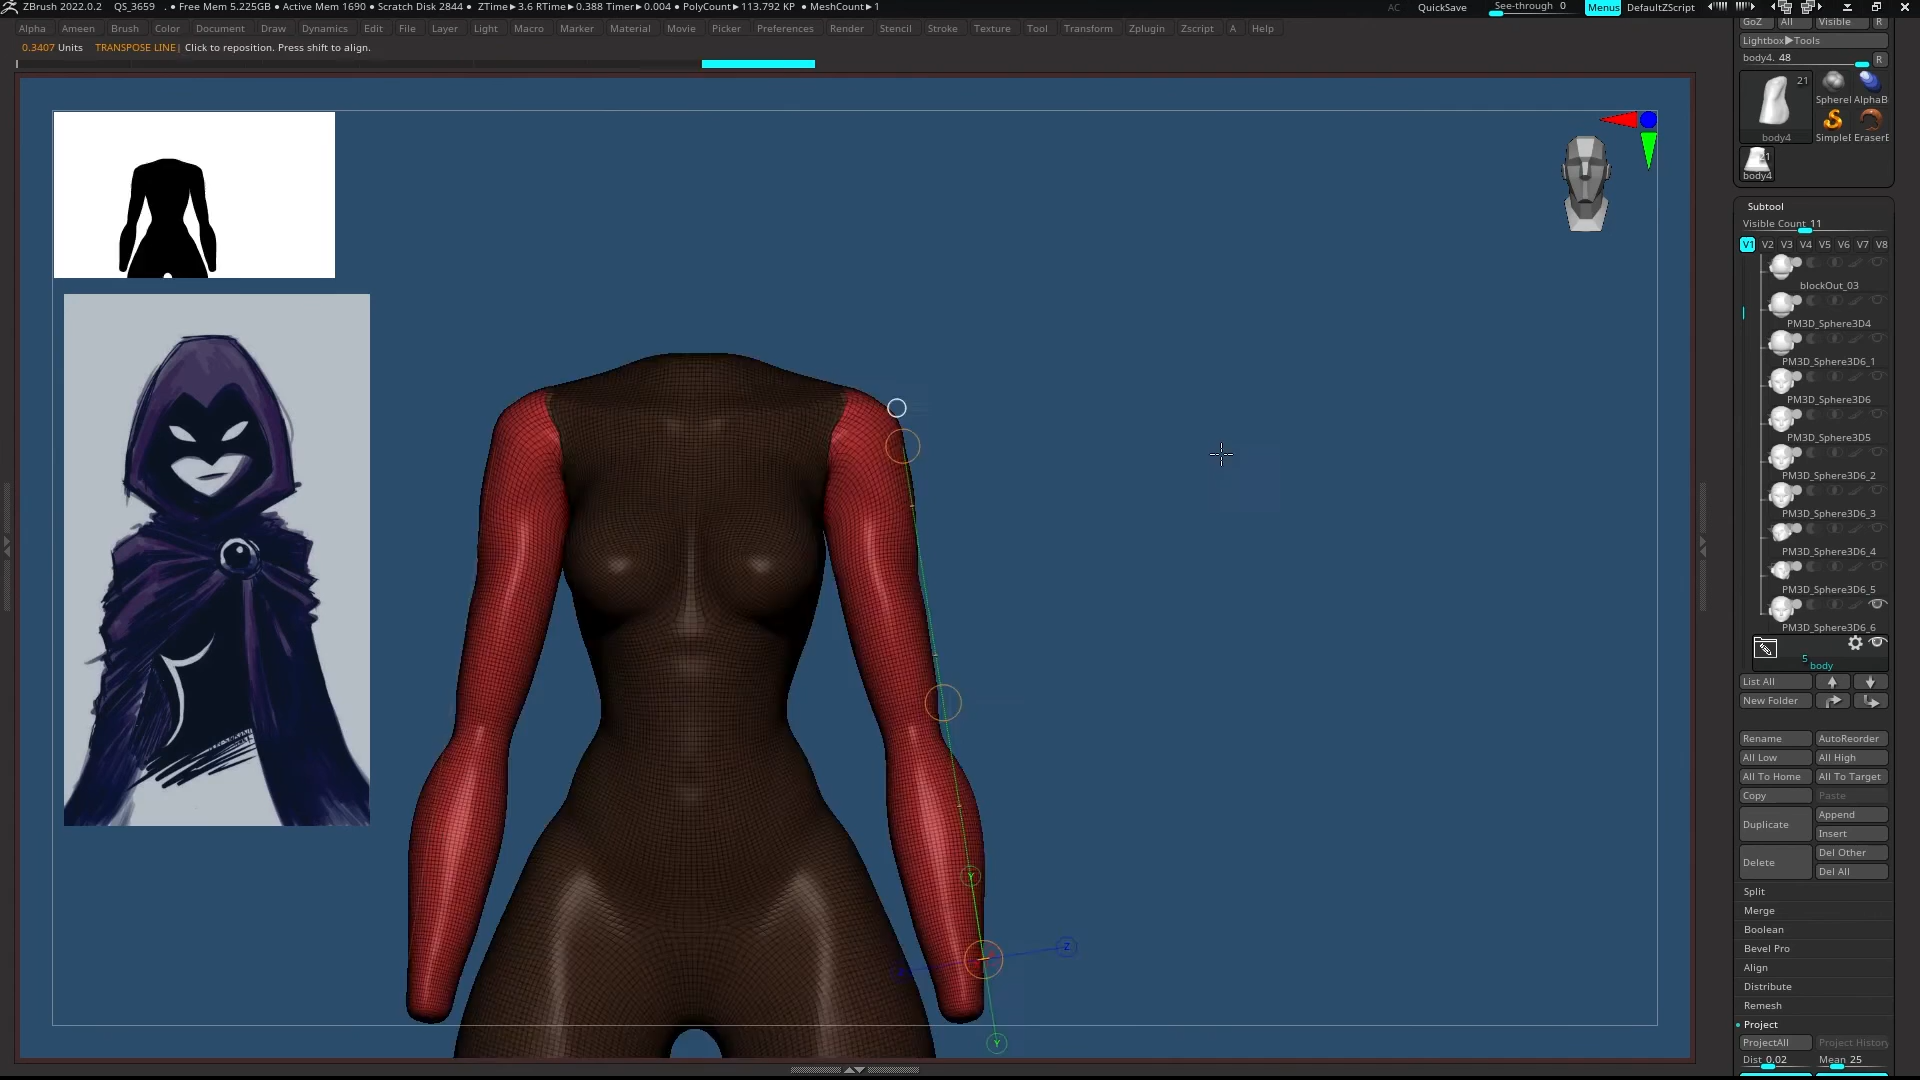 ZBrush 2022.0.2 QS_3659 . • Free Mem 5.225GB • Active Mem 1690 • Scratch Disk 2844 • ZTime►3.6 RTime►0.388 Timer►0.004 • PolyCount►113.792 KP • MeshCount►1 AC QuickSave See-through 0 Menus DefaultZScript
Alpha Ameen Brush Color Document Draw Dynamics Edit File Layer Light Macro Marker Material Movie Picker Preferences Render Stencil Stroke Texture Tool Transform Zplugin Zscript A Help
0.3407 Units TRANSPOSE LINE| Click to reposition. Press shift to align.
GoZ All Visible R
Lightbox►Tools
body4. 48 R
21
SphereI AlphaB
body4 SimpleI EraserE
21
body4
Subtool
Visible Count 11
V1 V2 V3 V4 V5 V6 V7 V8
blockOut_03
PM3D_Sphere3D4
PM3D_Sphere3D6_1
PM3D_Sphere3D6
PM3D_Sphere3D5
PM3D_Sphere3D6_2
PM3D_Sphere3D6_3
PM3D_Sphere3D6_4
PM3D_Sphere3D6_5
PM3D_Sphere3D6_6
5
body
List All
New Folder
Rename AutoReorder
All Low All High
All To Home All To Target
Copy Paste
Duplicate Append
Insert
Delete Del Other
Del All
Split
Merge
Boolean
Bevel Pro
Align
Distribute
Remesh
Project
ProjectAll Project History
Dist 0.02 Mean 25
Y
Z
Y